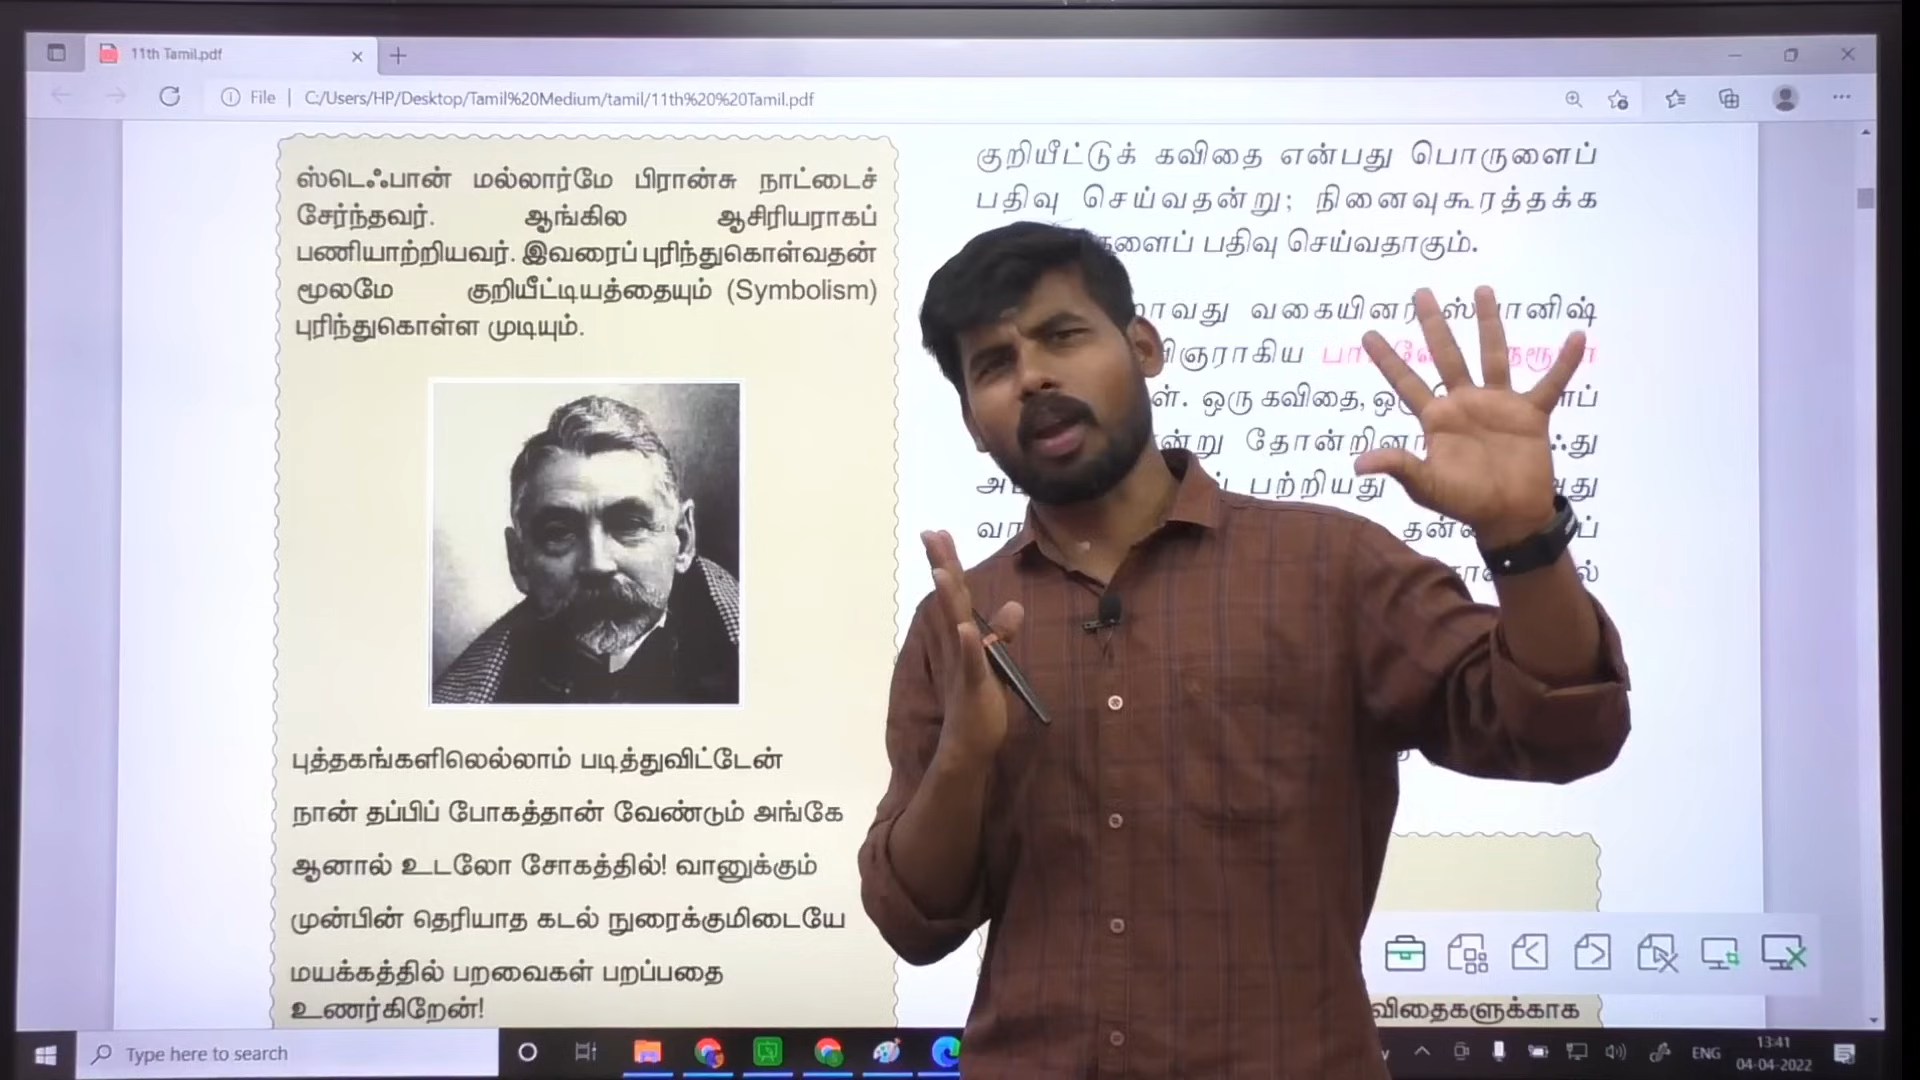 11th Tamil.pdf
File | C:/Users/HP/Desktop/Tamil%20Medium/tamil/11th%20%20Tamil.pdf
ஸ்டெஃபான் மல்லார்மே பிரான்சு நாட்டைச்
சேர்ந்தவர். ஆங்கில ஆசிரியராகப்
பணியாற்றியவர். இவரைப் புரிந்துகொள்வதன்
மூலமே குறியீட்டியத்தையும் (Symbolism)
புரிந்துகொள்ள முடியும்.
புத்தகங்களிலெல்லாம் படித்துவிட்டேன்
நான் தப்பிப் போகத்தான் வேண்டும் அங்கே
ஆனால் உடலோ சோகத்தில்! வானுக்கும்
முன்பின் தெரியாத கடல் நுரைக்குமிடையே
மயக்கத்தில் பறவைகள் பறப்பதை
உணர்கிறேன்!
குறியீட்டுக் கவிதை என்பது பொருளைப்
பதிவு செய்வதன்று; நினைவுகூரத்தக்க
பதிவு செய்வதாகும்.
வகையினர்
ஒரு கவிதை,
தோன்றினா
பற்றியது
விதைகளுக்காக
Type here to search
ENG
13:41
04-04-2022